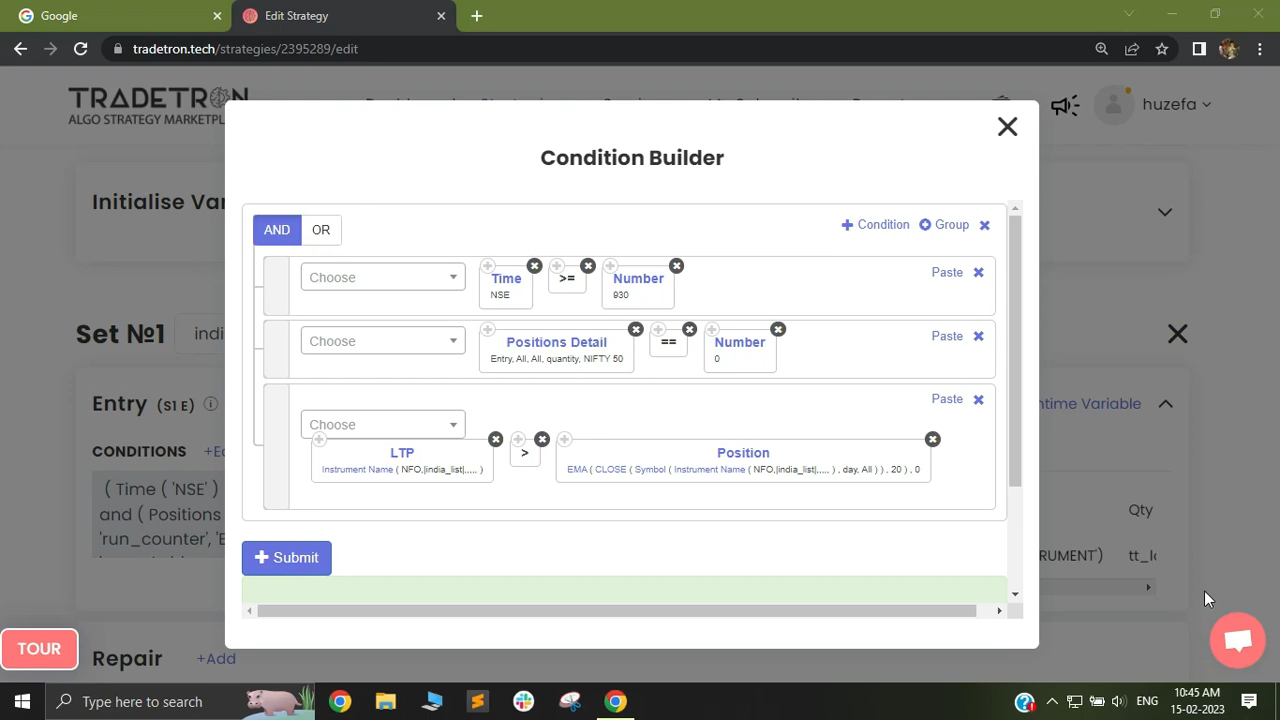 Google
Edit Strategy
tradetron.tech/strategies/2395289/edit
TRADETRON
ALGO STRATEGY MARKETPL
huzefa
Condition Builder
Initialise Var
AND
OR
Condition
Group
Choose
Time
NSE
>=
Number
930
Paste
Choose
Positions Detail
Entry, All, All, quantity, NIFTY 50
==
Number
0
Paste
Choose
LTP
Instrument Name ( NFO,|india_list|,,,,, )
>
Position
EMA ( CLOSE ( Symbol ( Instrument Name ( NFO,|india_list|,,,,, ) , day, All ) ) , 20 ) , 0
Paste
Submit
Set №1
indi
Entry (S1 E)
ntime Variable
CONDITIONS
+Ed
( Time ( 'NSE' )
and ( Positions
'run_counter', 'E
Qty
RUMENT')
Repair
+Add
TOUR
Type here to search
ENG
10:45 AM
15-02-2023